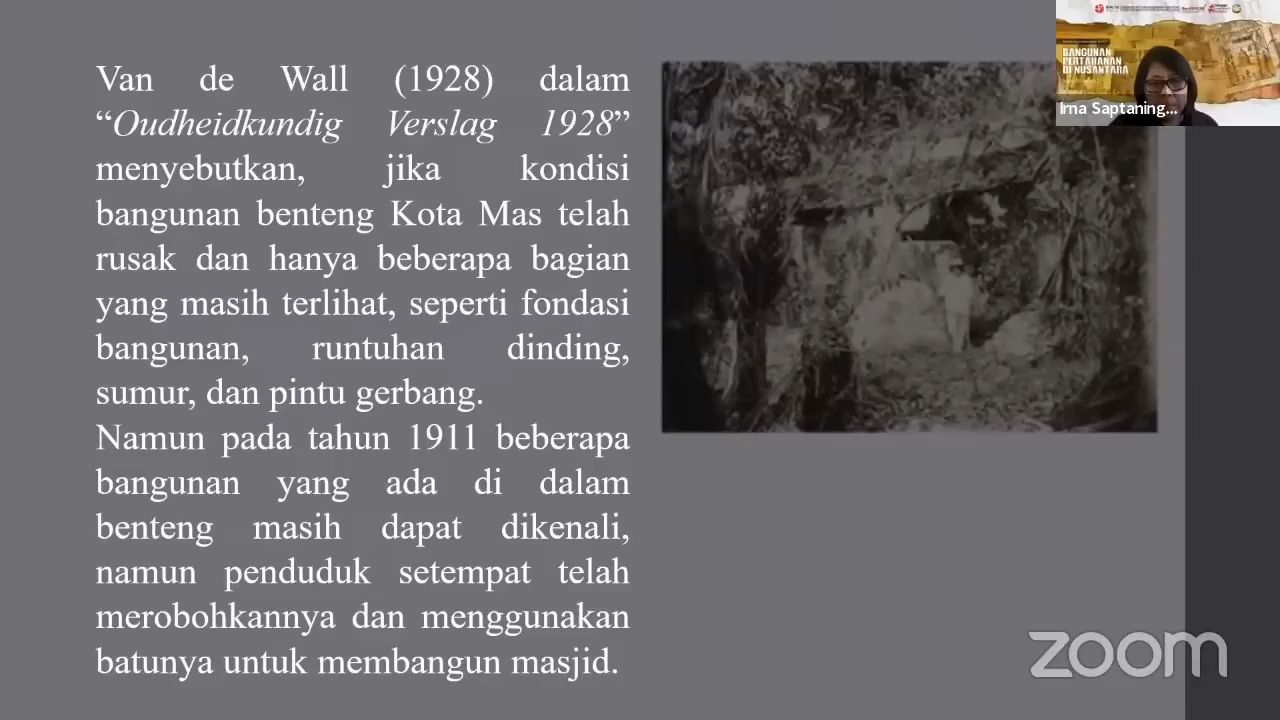 Van de Wall (1928) dalam
“Oudheidkundig Verslag 1928”
menyebutkan, jika kondisi
bangunan benteng Kota Mas telah
rusak dan hanya beberapa bagian
yang masih terlihat, seperti fondasi
bangunan, runtuhan dinding,
sumur, dan pintu gerbang.
Namun pada tahun 1911 beberapa
bangunan yang ada di dalam
benteng masih dapat dikenali,
namun penduduk setempat telah
merobohkannya dan menggunakan
batunya untuk membangun masjid.
BANGUNAN
PERTAHANAN
DI NUSANTARA
Irna Saptaning...
zoom